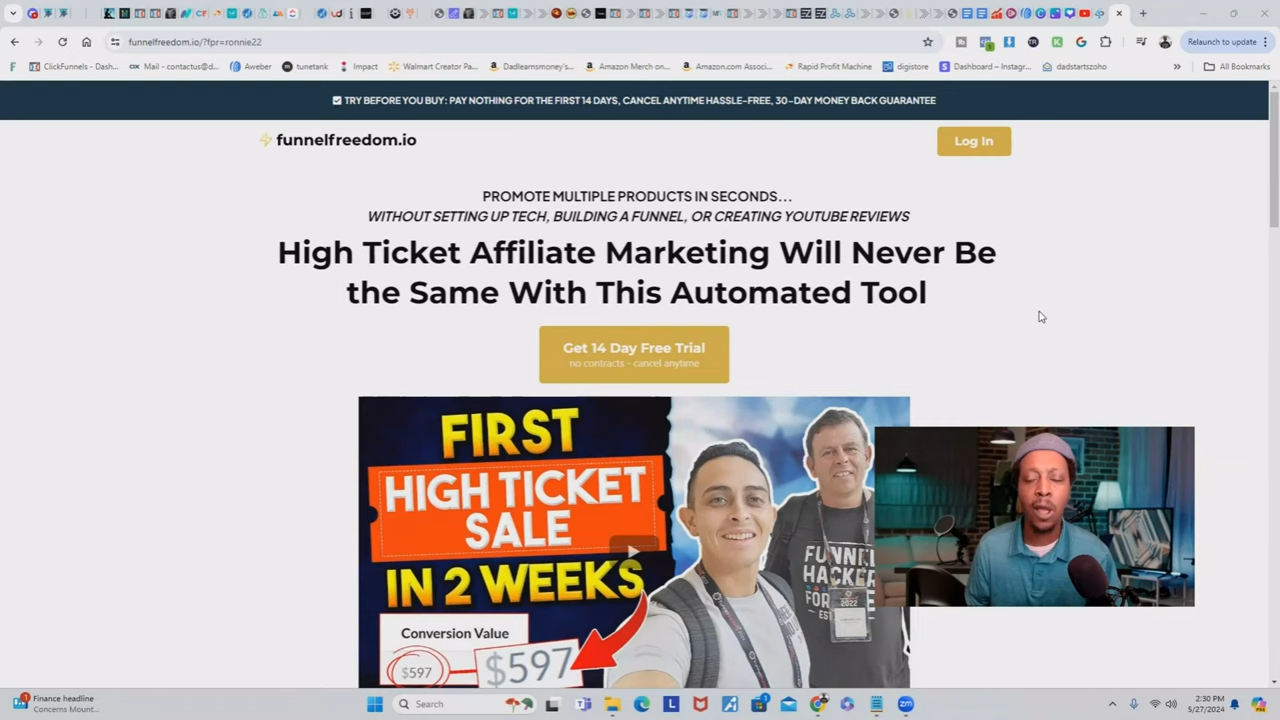 funnelfreedom.io/?fpr=ronnie22
Relaunch to update
ClickFunnels - Dash...
Mail - contactus@d...
Aweber
tunetank
Impact
Walmart Creator Pa...
Dadlearnsmoney's...
Amazon Merch on...
Amazon.com Associ...
Rapid Profit Machine
digistore
Dashboard – Instagr...
dadstartszoho
»
All Bookmarks
TRY BEFORE YOU BUY: PAY NOTHING FOR THE FIRST 14 DAYS, CANCEL ANYTIME HASSLE-FREE, 30-DAY MONEY BACK GUARANTEE
funnelfreedom.io
Log In
PROMOTE MULTIPLE PRODUCTS IN SECONDS...
WITHOUT SETTING UP TECH, BUILDING A FUNNEL, OR CREATING YOUTUBE REVIEWS
High Ticket Affiliate Marketing Will Never Be
the Same With This Automated Tool
Get 14 Day Free Trial
no contracts - cancel anytime
FIRST
HIGH TICKET
SALE
IN 2 WEEKS
Conversion Value
$597
$597
FUNNEL
HACKER
2022
Finance headline
Concerns Mount...
Search
2:30 PM
5/27/2024